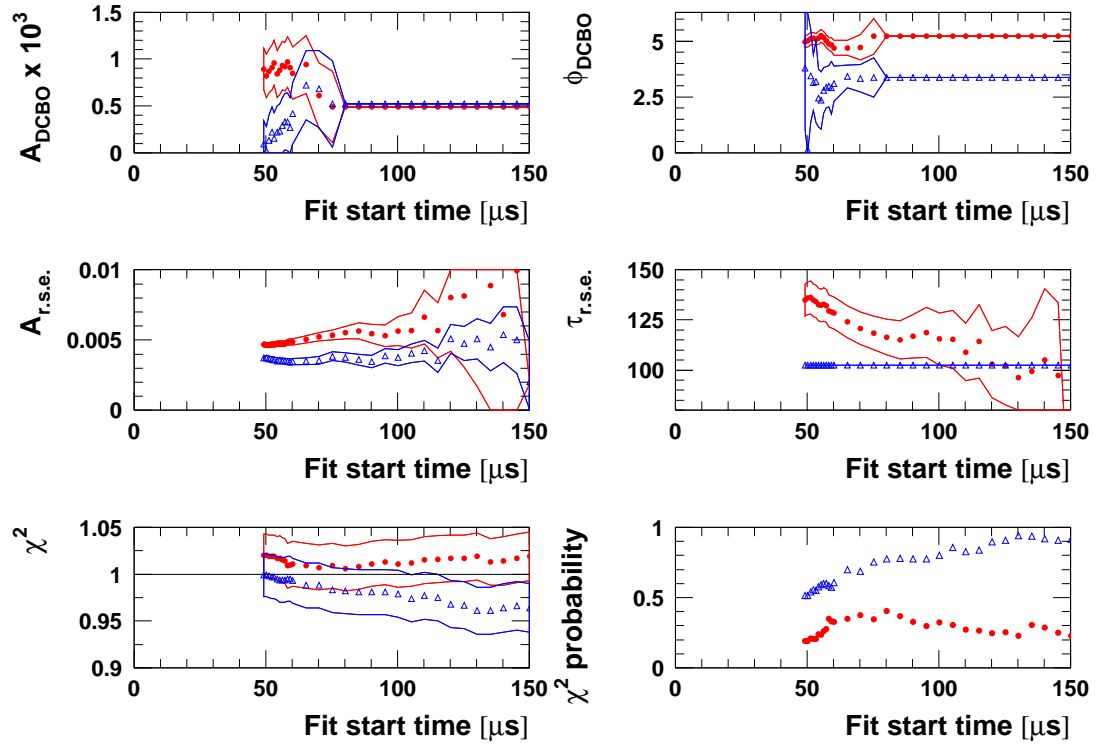 A_DCBO x 10^3
1.5
1
0.5
0
0 50 100 150
Fit start time [μs]
ϕ_DCBO
5
2.5
0
0 50 100 150
Fit start time [μs]
A_r.s.e.
0.01
0.005
0
0 50 100 150
Fit start time [μs]
τ_r.s.e.
150
125
100
0 50 100 150
Fit start time [μs]
χ^2
1.05
1
0.95
0.9
0 50 100 150
Fit start time [μs]
χ^2 probability
1
0.5
0
0 50 100 150
Fit start time [μs]